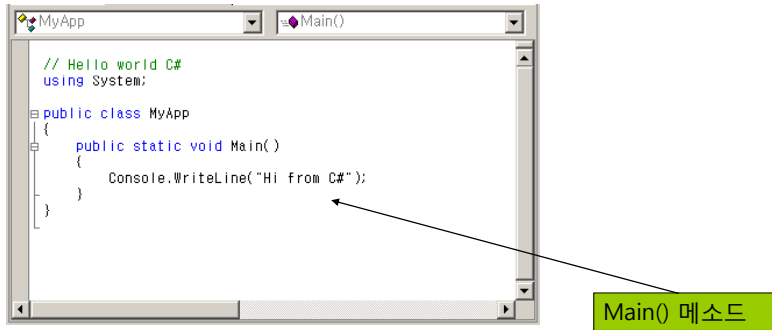 MyApp
Main()
// Hello world C#
using System;
public class MyApp
{
public static void Main()
{
Console.WriteLine("Hi from C#");
}
}
Main() 메소드